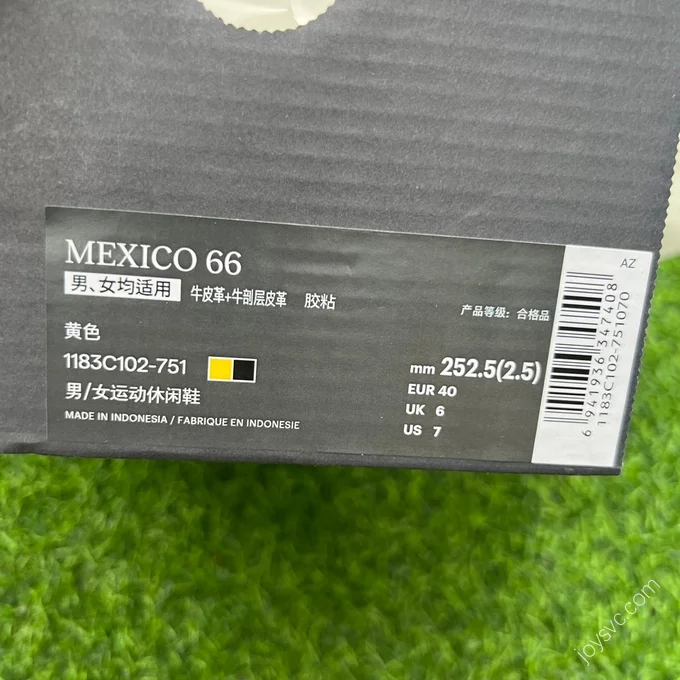 MEXICO 66
男、女均适用 牛皮革+牛剖层皮革 胶粘
产品等级：合格品
黄色
1183C102-751
男/女运动休闲鞋
MADE IN INDONESIA / FABRIQUE EN INDONESIE
mm 252.5(2.5)
EUR 40
UK 6
US 7
AZ
6941936347408
1183C102-751070
joysvc.com